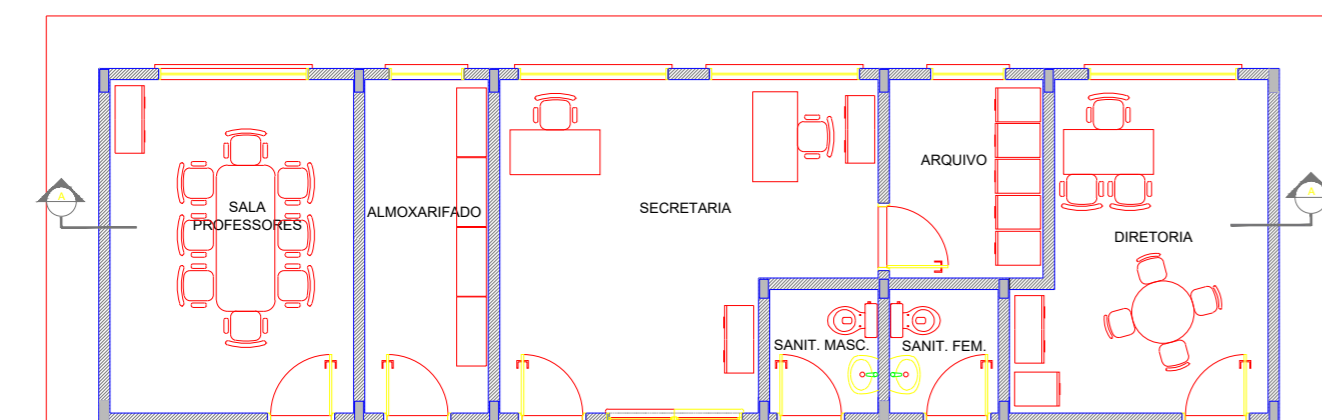 SALA
PROFESSORES
ALMOXARIFADO
SECRETARIA
ARQUIVO
DIRETORIA
SANIT. MASC.
SANIT. FEM.
A
A